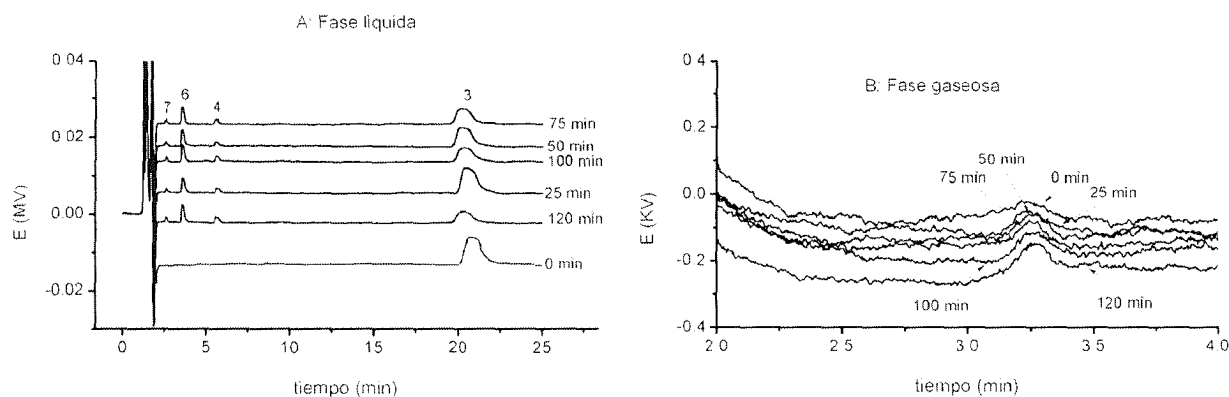 A: Fase líquida
0 04
0 02
0.00
-0.02
E (MV)
7
6
4
3
75 min
50 min
100 min
25 min
120 min
0 min
0
5
10
15
20
25
tiempo (min)
B: Fase gaseosa
0.4
0.2
0.0
-0.2
-0.4
E (KV)
50 min
75 min
0 min
25 min
100 min
120 min
2 0
2.5
3 0
3.5
4.0
tiempo (min)